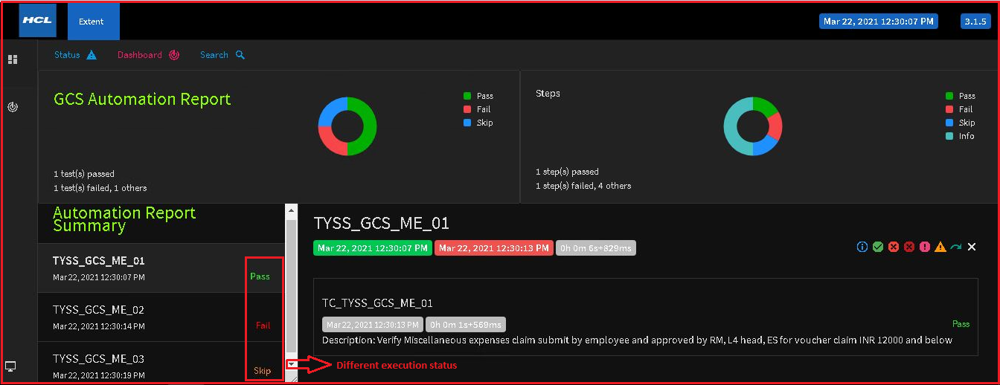 HCL
Extent
Mar 22, 2021 12:30:07 PM
3.1.5
Status
Dashboard
Search
GCS Automation Report
Pass
Fail
Skip
1 test(s) passed
1 test(s) failed, 1 others
Steps
Pass
Fail
Skip
Info
1 step(s) passed
1 step(s) failed, 4 others
Automation Report
Summary
TYSS_GCS_ME_01
Mar 22, 2021 12:30:07 PM
Pass
TYSS_GCS_ME_02
Mar 22, 2021 12:30:14 PM
Fail
TYSS_GCS_ME_03
Mar 22, 2021 12:30:19 PM
Skip
TYSS_GCS_ME_01
Mar 22, 2021 12:30:07 PM
Mar 22, 2021 12:30:13 PM
0h 0m 6s+829ms
TC_TYSS_GCS_ME_01
Mar 22, 2021 12:30:13 PM
0h 0m 1s+569ms
Pass
Description: Verify Miscellaneous expenses claim submit by employee and approved by RM, L4 head, ES for voucher claim INR 12000 and below
Different execution status